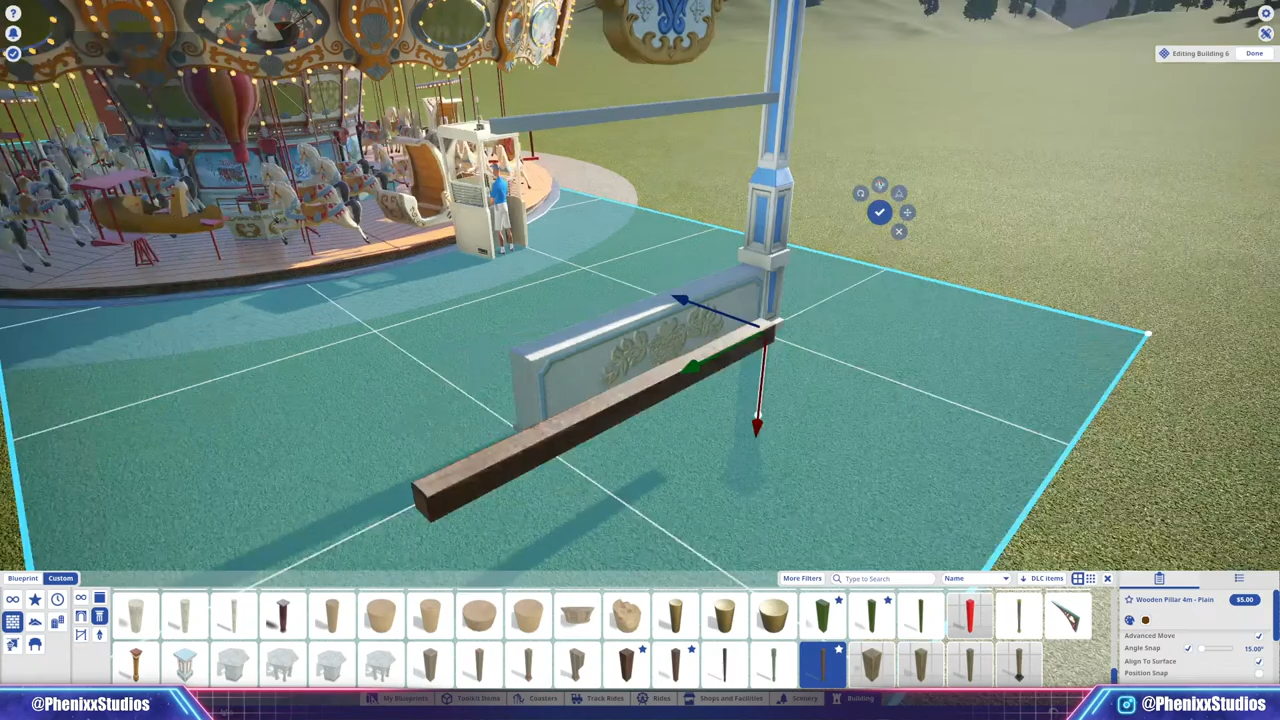 ?
Editing Building 6
Done
Blueprint
Custom
More Filters
Type to Search
Name
DLC items
Wooden Pillar 4m - Plain
$5.00
Advanced Move
Angle Snap
15.00°
Align To Surface
Position Snap
@PhenixxStudios
My Blueprints
Toolkit Items
Coasters
Track Rides
Rides
Shops and Facilities
Scenery
Building
@PhenixxStudios